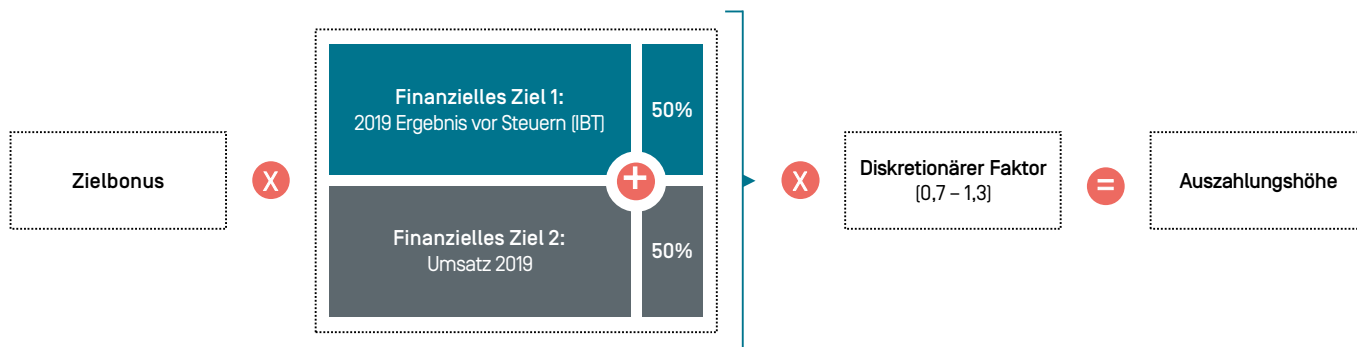 Zielbonus
X
Finanzielles Ziel 1:
2019 Ergebnis vor Steuern (IBT)
50%
+
Finanzielles Ziel 2:
Umsatz 2019
50%
X
Diskretionärer Faktor
(0,7 – 1,3)
=
Auszahlungshöhe